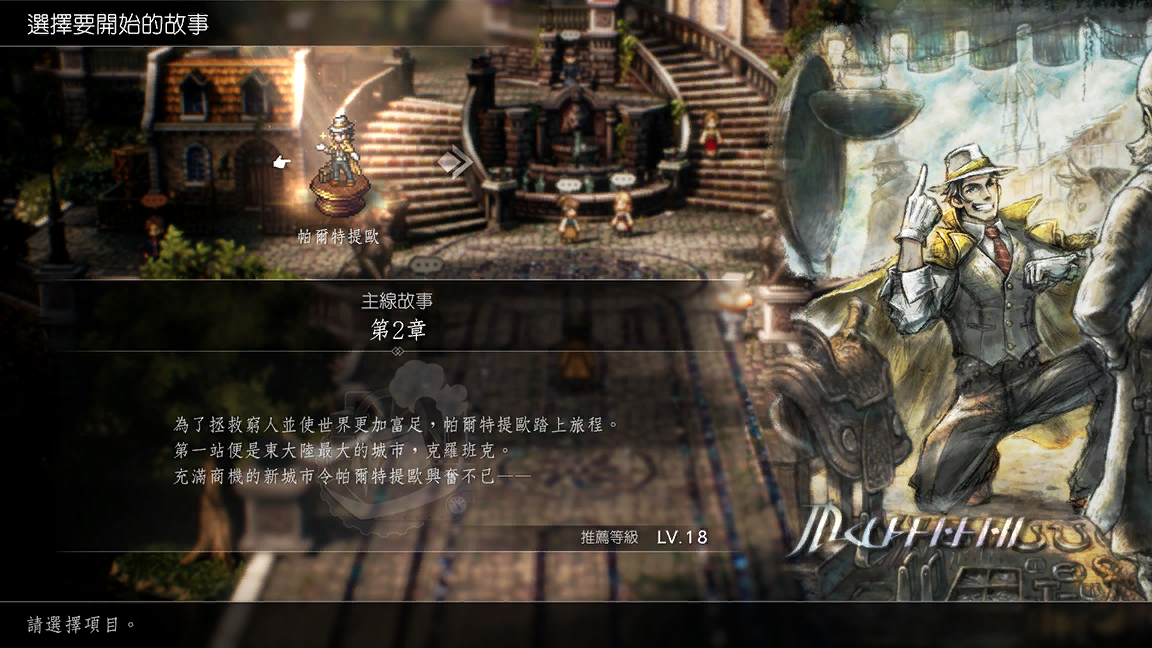 選擇要開始的故事
帕爾特提歐
主線故事
第2章
為了拯救窮人並使世界更加富足，帕爾特提歐踏上旅程。
第一站便是東大陸最大的城市，克羅班克。
充滿商機的新城市令帕爾特提歐興奮不已——
推薦等級 LV.18
請選擇項目。